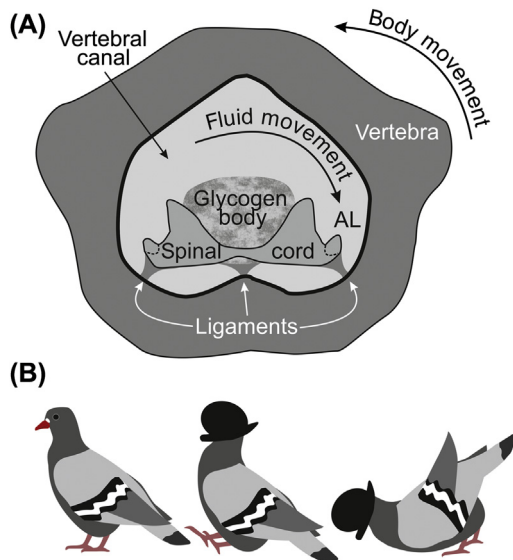 (A)
Vertebral
canal
Body movement
Fluid movement
Vertebra
Glycogen
body
AL
Spinal cord
Ligaments
(B)